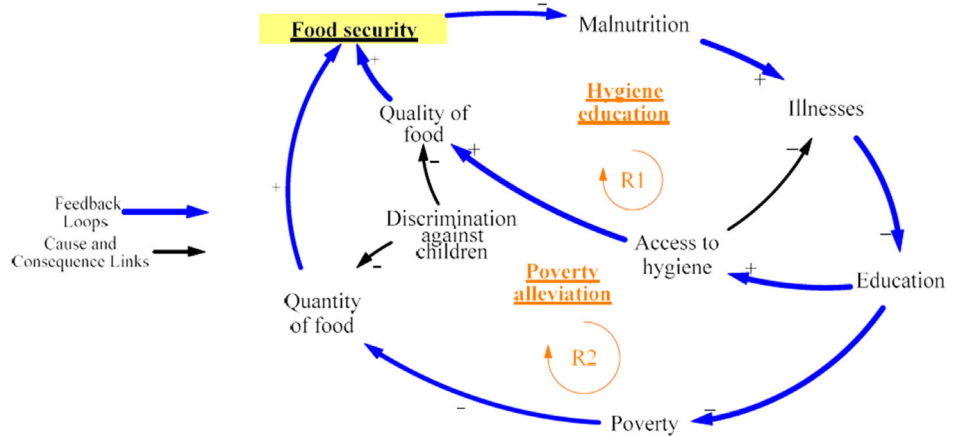 Food security
Malnutrition
Illnesses
Education
Poverty
Quantity
of food
Quality of
food
Discrimination
against
children
Access to
hygiene
Hygiene
education
R1
Poverty
alleviation
R2
Feedback
Loops
Cause and
Consequence Links
−
+
−
−
−
+
+
+
+
−
−
−